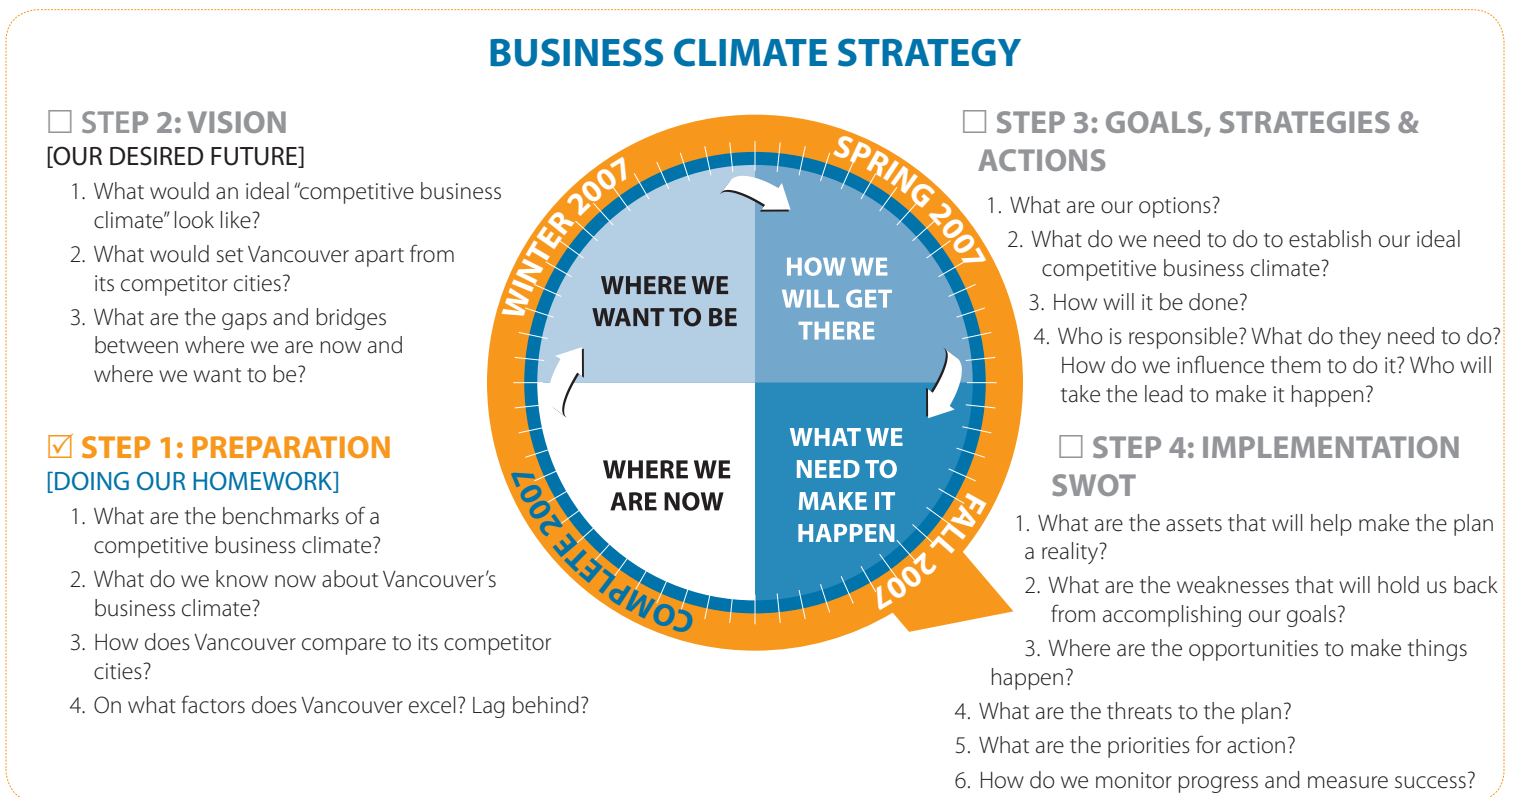 BUSINESS CLIMATE STRATEGY
☐ STEP 2: VISION
[OUR DESIRED FUTURE]
1. What would an ideal “competitive business
climate” look like?
2. What would set Vancouver apart from
its competitor cities?
3. What are the gaps and bridges
between where we are now and
where we want to be?
☑ STEP 1: PREPARATION
[DOING OUR HOMEWORK]
1. What are the benchmarks of a
competitive business climate?
2. What do we know now about Vancouver’s
business climate?
3. How does Vancouver compare to its competitor
cities?
4. On what factors does Vancouver excel? Lag behind?
WINTER 2007
SPRING 2007
WHERE WE
WANT TO BE
HOW WE
WILL GET
THERE
WHERE WE
ARE NOW
WHAT WE
NEED TO
MAKE IT
HAPPEN
COMPLETE 2007
FALL 2007
☐ STEP 3: GOALS, STRATEGIES &
ACTIONS
1. What are our options?
2. What do we need to do to establish our ideal
competitive business climate?
3. How will it be done?
4. Who is responsible? What do they need to do?
How do we influence them to do it? Who will
take the lead to make it happen?
☐ STEP 4: IMPLEMENTATION
SWOT
1. What are the assets that will help make the plan
a reality?
2. What are the weaknesses that will hold us back
from accomplishing our goals?
3. Where are the opportunities to make things
happen?
4. What are the threats to the plan?
5. What are the priorities for action?
6. How do we monitor progress and measure success?